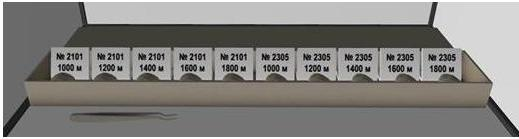 № 2101 № 2101 № 2101 № 2101 № 2101 № 2305 № 2305 № 2305 № 2305 № 2305
1000 м 1200 м 1400 м 1600 м 1800 м 1000 м 1200 м 1400 м 1600 м 1800 м